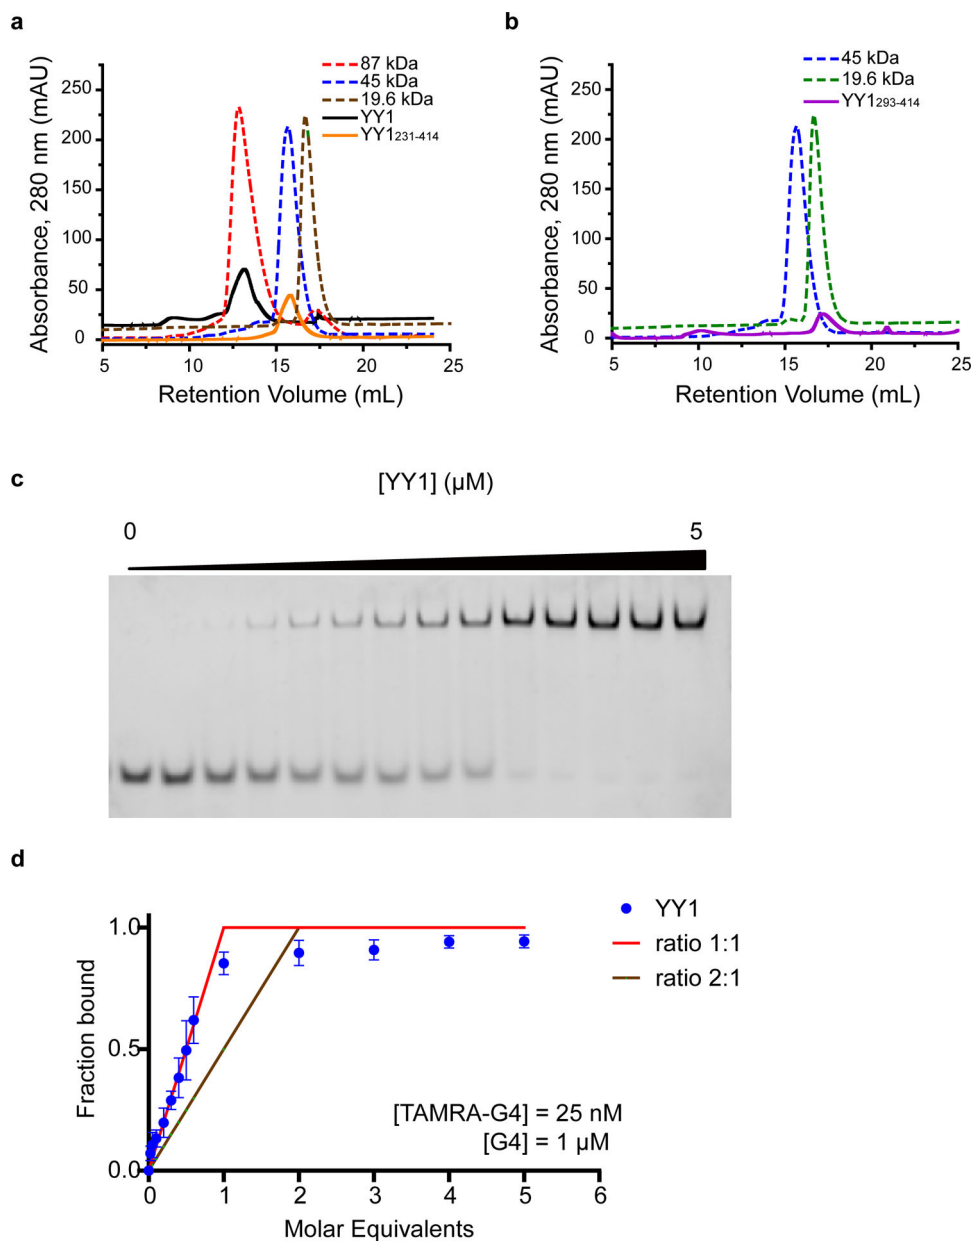 a
87 kDa
45 kDa
19.6 kDa
YY1
YY1231-414
Absorbance, 280 nm (mAU)
250
200
150
100
50
0
5 10 15 20 25
Retention Volume (mL)
b
45 kDa
19.6 kDa
YY1293-414
Absorbance, 280 nm (mAU)
250
200
150
100
50
0
5 10 15 20 25
Retention Volume (mL)
c
[YY1] (µM)
0 5
d
YY1
ratio 1:1
ratio 2:1
Fraction bound
1.0
0.5
0.0
[TAMRA-G4] = 25 nM
[G4] = 1 µM
0 1 2 3 4 5 6
Molar Equivalents